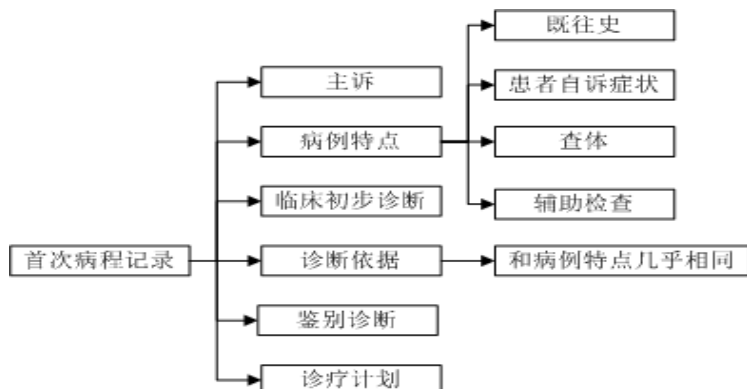 既往史
主诉
患者自诉症状
病例特点
查体
临床初步诊断
辅助检查
首次病程记录
诊断依据
和病例特点几乎相同
鉴别诊断
诊疗计划